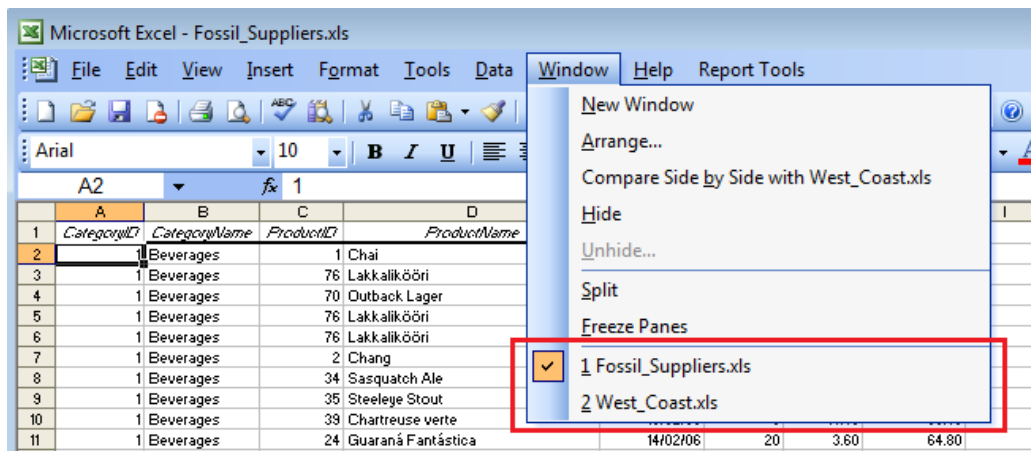 Microsoft Excel - Fossil_Suppliers.xls
File Edit View Insert Format Tools Data Window Help Report Tools
New Window
Arrange...
Compare Side by Side with West_Coast.xls
Hide
Unhide...
Split
Freeze Panes
1 Fossil_Suppliers.xls
2 West_Coast.xls
ABC
Arial 10 B I U A
A2 fx 1
A B C D I
1 CategoryID CategoryName ProductID ProductName
2 1 Beverages 1 Chai
3 1 Beverages 76 Lakkalikööri
4 1 Beverages 70 Outback Lager
5 1 Beverages 76 Lakkalikööri
6 1 Beverages 76 Lakkalikööri
7 1 Beverages 2 Chang
8 1 Beverages 34 Sasquatch Ale
9 1 Beverages 35 Steeleye Stout
10 1 Beverages 39 Chartreuse verte
11 1 Beverages 24 Guaraná Fantástica 14/02/06 20 3.60 64.80